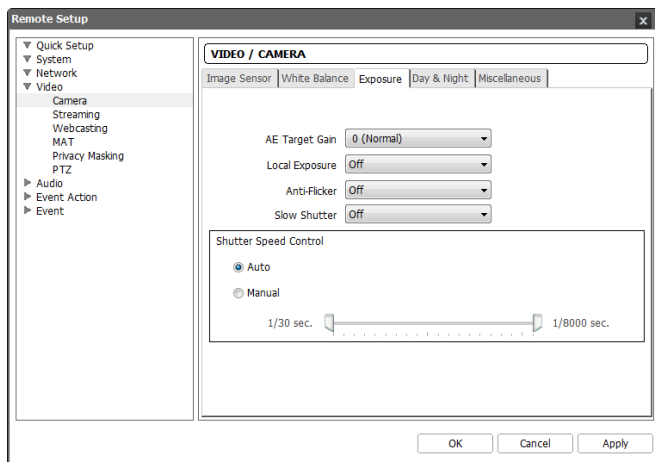 Remote Setup
x
Quick Setup
System
Network
Video
Camera
Streaming
Webcasting
MAT
Privacy Masking
PTZ
Audio
Event Action
Event
VIDEO / CAMERA
Image Sensor White Balance Exposure Day & Night Miscellaneous
AE Target Gain 0 (Normal)
Local Exposure Off
Anti-Flicker Off
Slow Shutter Off
Shutter Speed Control
Auto
Manual
1/30 sec. 1/8000 sec.
OK Cancel Apply